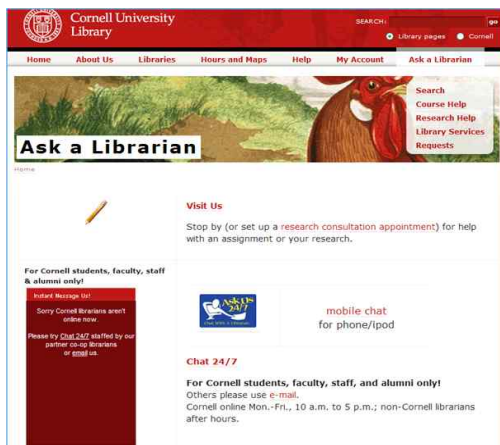 Cornell University
Library
SEARCH:
go
Library pages
Cornell
Home
About Us
Libraries
Hours and Maps
Help
My Account
Ask a Librarian
Search
Course Help
Research Help
Library Services
Requests
Ask a Librarian
Home
Visit Us
Stop by (or set up a research consultation appointment) for help
with an assignment or your research.
For Cornell students, faculty, staff
& alumni only!
Instant Message Us!
Sorry Cornell librarians aren't
online now.
Please try Chat 24/7 staffed by our
partner co-op librarians
or email us.
Ask Us
24/7
Chat With A Librarian
mobile chat
for phone/ipod
Chat 24/7
For Cornell students, faculty, staff, and alumni only!
Others please use e-mail.
Cornell online Mon.-Fri., 10 a.m. to 5 p.m.; non-Cornell librarians
after hours.